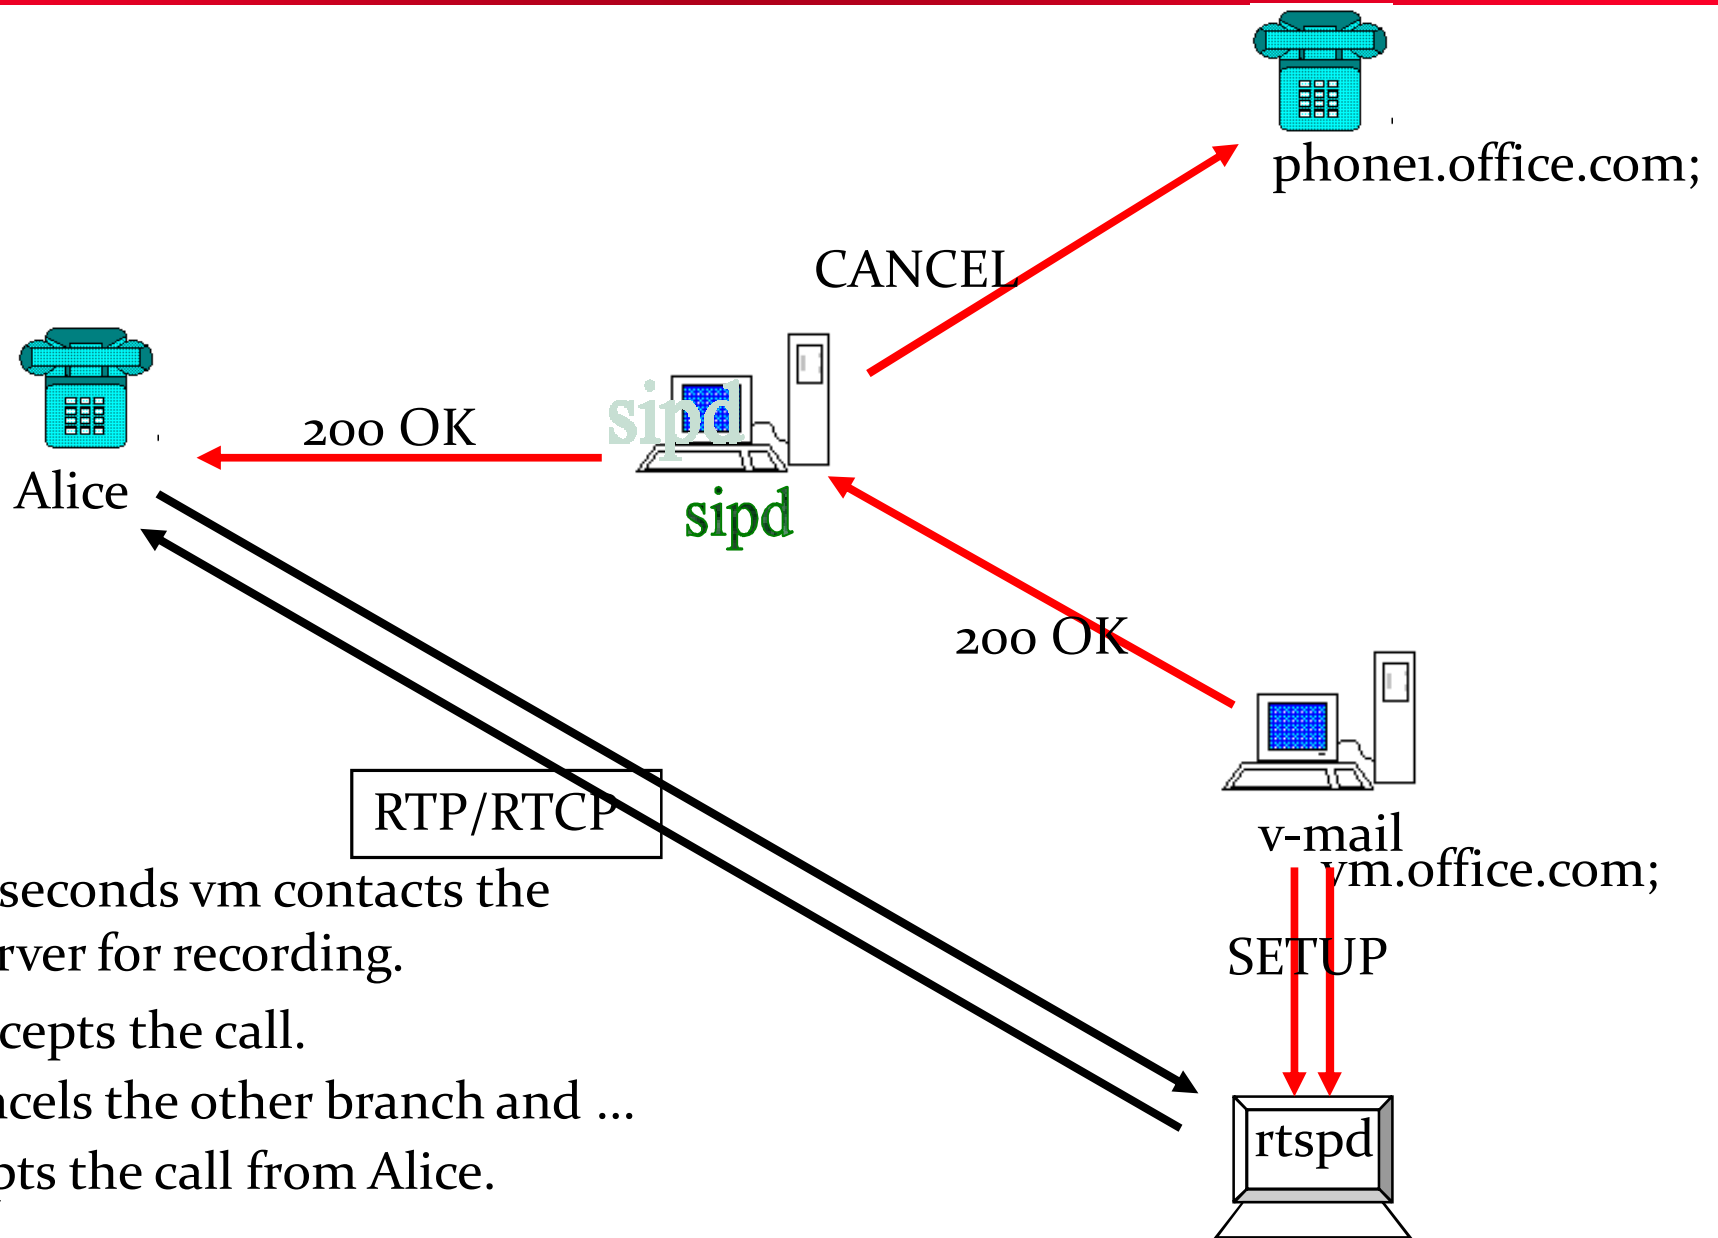 phone1.office.com;
CANCEL
sipd
200 OK
Alice
sipd
200 OK
RTP/RTCP
v-mail
vm.office.com;
seconds vm contacts the
rver for recording.
SETUP
cepts the call.
ncels the other branch and ...
rtspd
pts the call from Alice.